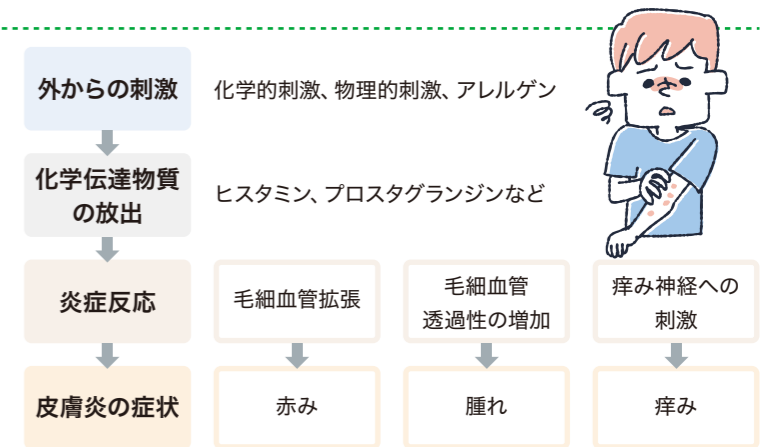 外からの刺激
化学的刺激、物理的刺激、アレルゲン
化学伝達物質
の放出
ヒスタミン、プロスタグランジンなど
炎症反応
毛細血管拡張
毛細血管
透過性の増加
痒み神経への
刺激
皮膚炎の症状
赤み
腫れ
痒み